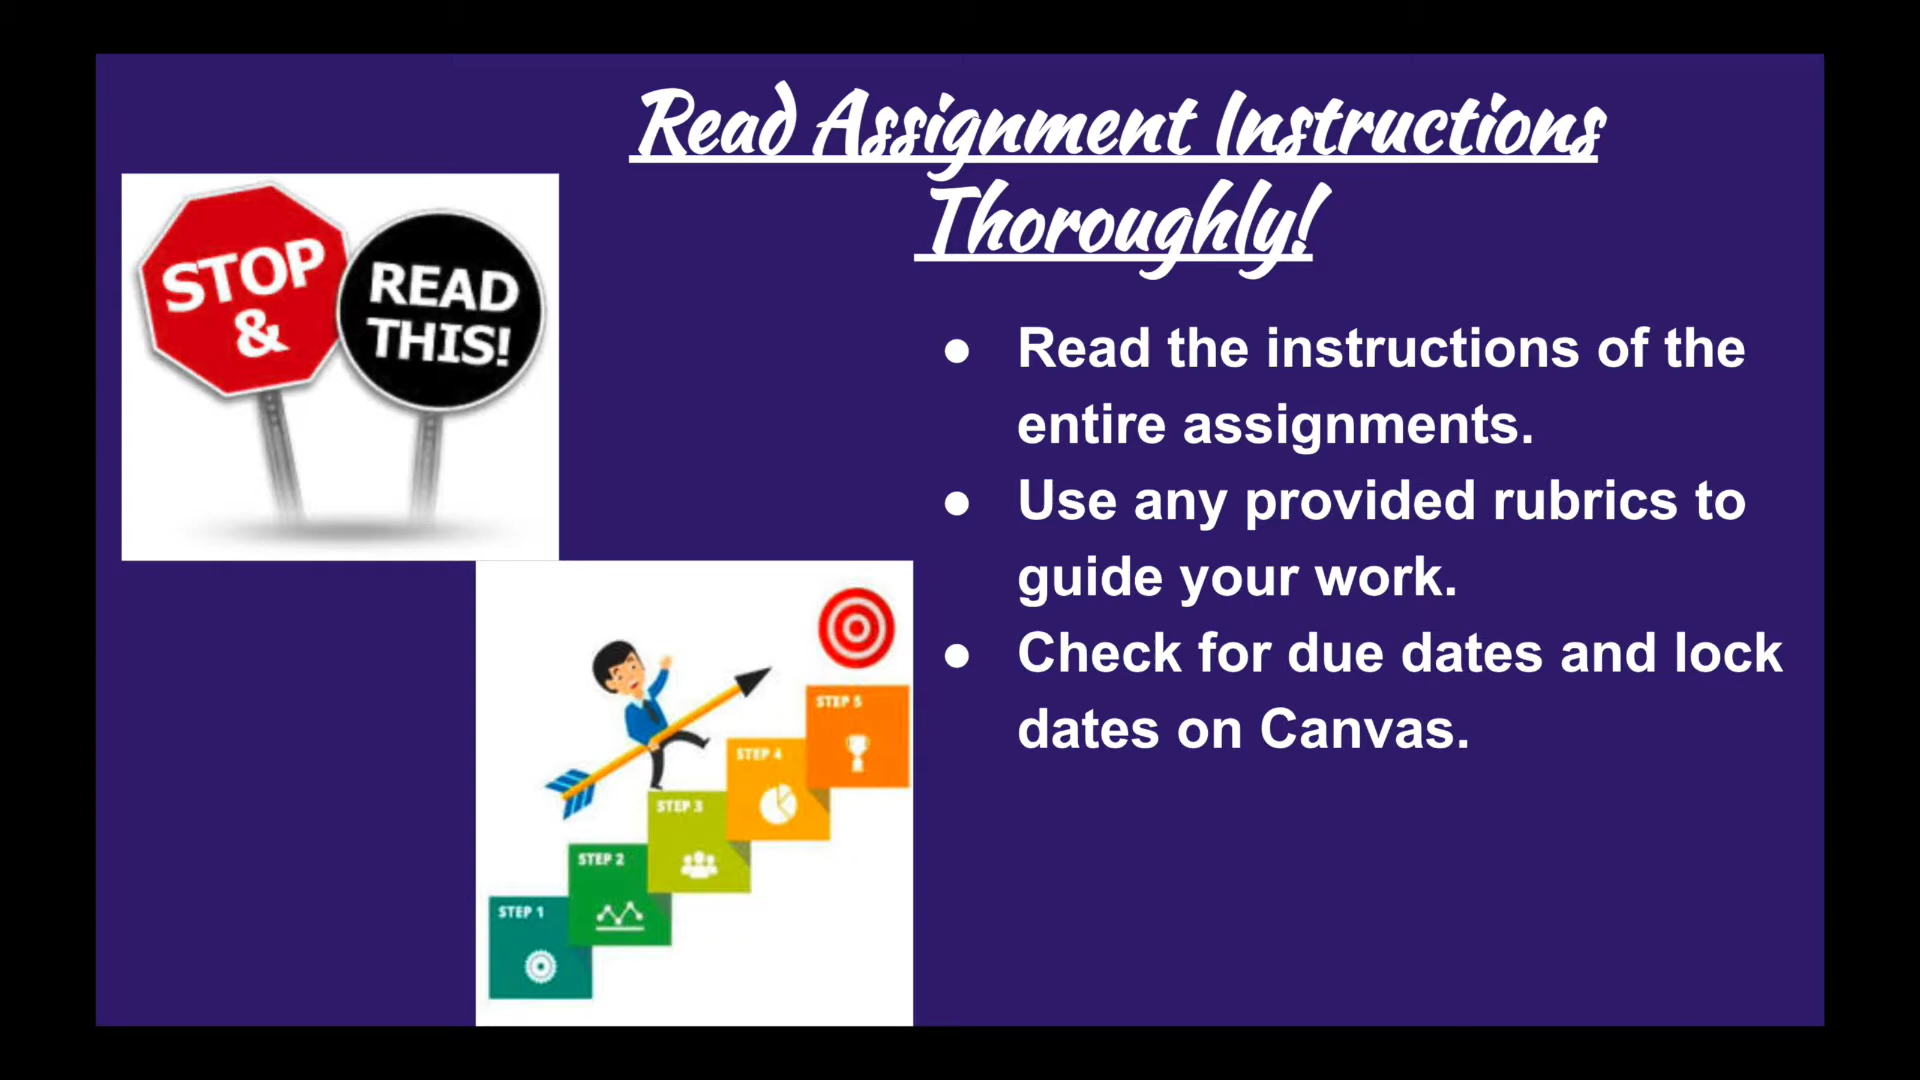 Read Assignment Instructions
Thoroughly!
STOP
&
READ
THIS!
● Read the instructions of the
entire assignments.
● Use any provided rubrics to
guide your work.
● Check for due dates and lock
dates on Canvas.
STEP 5
STEP 4
STEP 3
STEP 2
STEP 1